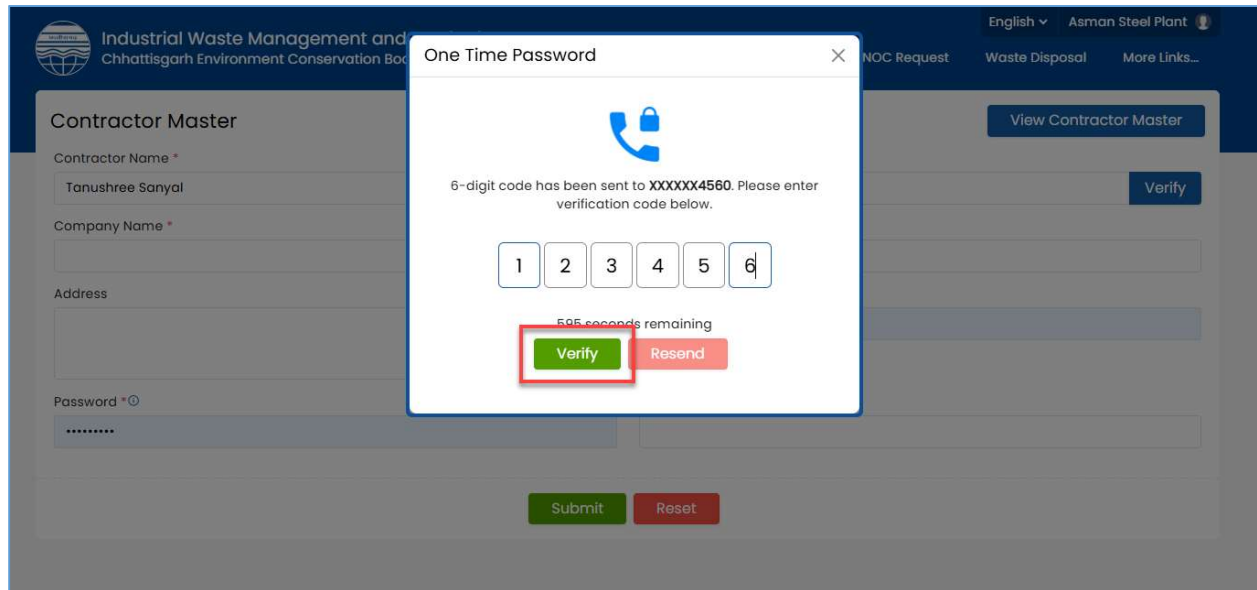 English
Asman Steel Plant
Industrial Waste Management and
Chhattisgarh Environment Conservation
NOC Request
Waste Disposal
More Links...
One Time Password
6-digit code has been sent to XXXXXX4560. Please enter
verification code below.
1 2 3 4 5 6
595 seconds remaining
Verify
Resend
Contractor Master
View Contractor Master
Contractor Name *
Tanushree Sanyal
Verify
Company Name *
Address
Password *
•••••••••
Submit
Reset